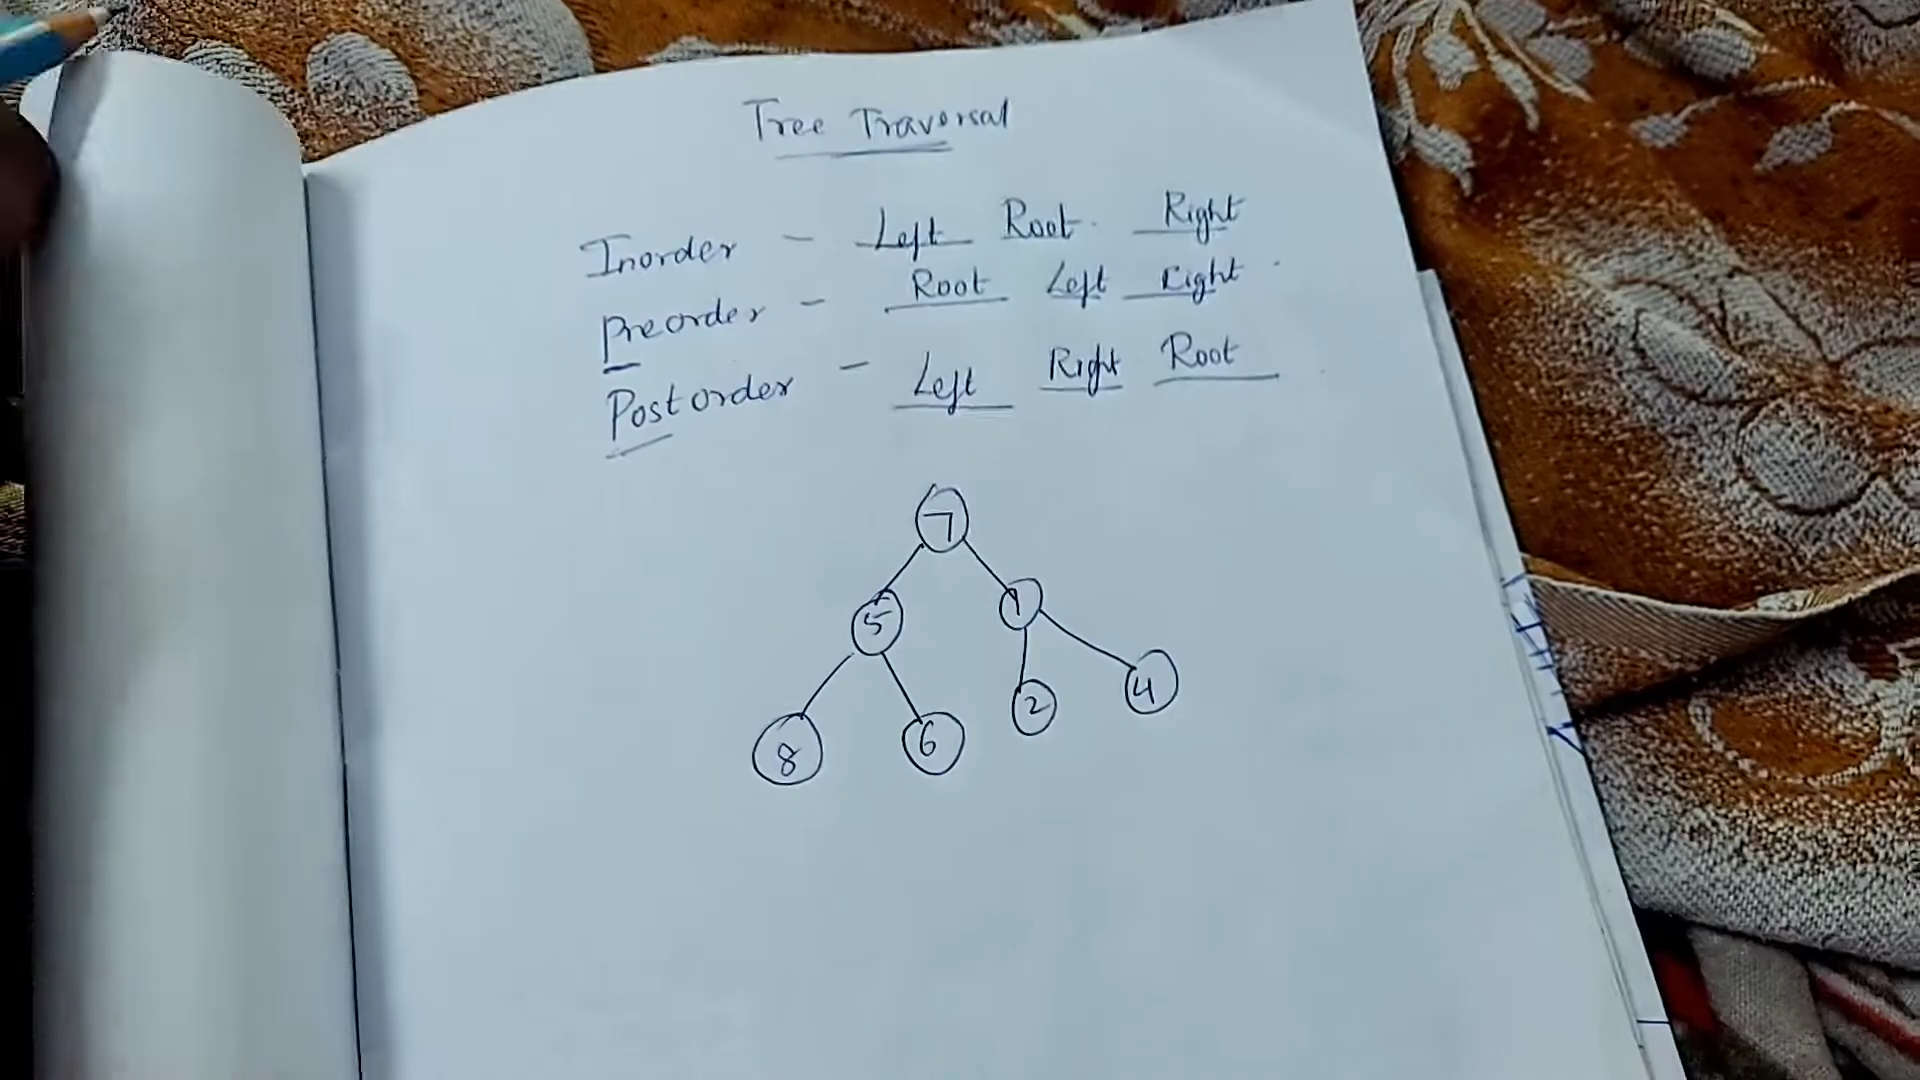 Tree Traversal
Inorder - Left Root Right
Preorder - Root Left Right
Postorder - Left Right Root
7
5 1
8 6 2 4